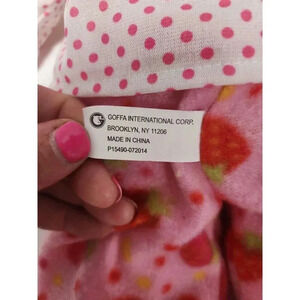 GOFFA INTERNATIONAL CORP.
BROOKLYN, NY 11206
MADE IN CHINA
P15490-072014